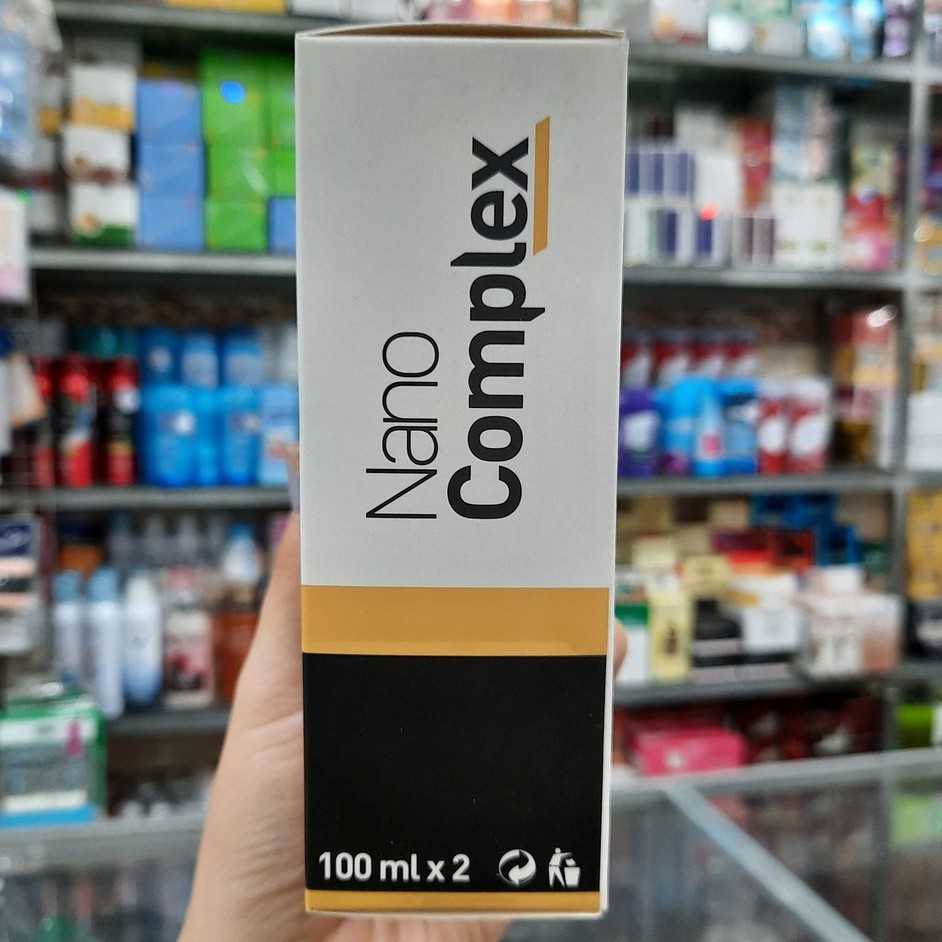 Nano
Complex
100 ml x 2